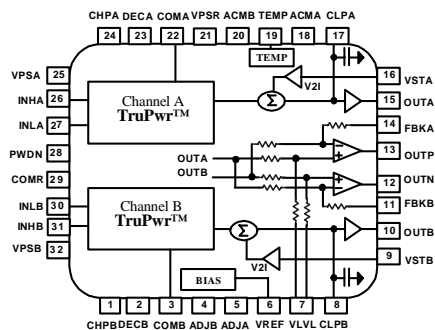 CHPA DECA COMA VPSR ACMB TEMP ACMA CLPA
24 23 22 21 20 19 18 17
TEMP
VPSA 25
16 VSTA
V2I
INHA 26
Channel A
TruPwr™
Σ
15 OUTA
INLA 27
14 FBKA
PWDN 28
OUTA
13 OUTP
COMR 29
OUTB
12 OUTN
INLB 30
Channel B
TruPwr™
11 FBKB
INHB 31
Σ
10 OUTB
VPSB 32
V2I
9 VSTB
BIAS
1 2 3 4 5 6 7 8
CHPB DECB COMB ADJB ADJA VREF VLVL CLPB